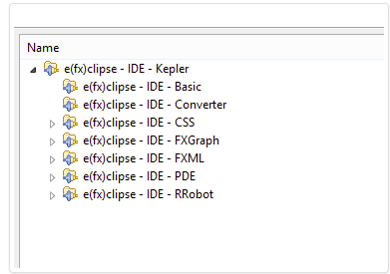 Name
e(fx)clipse - IDE - Kepler
e(fx)clipse - IDE - Basic
e(fx)clipse - IDE - Converter
e(fx)clipse - IDE - CSS
e(fx)clipse - IDE - FXGraph
e(fx)clipse - IDE - FXML
e(fx)clipse - IDE - PDE
e(fx)clipse - IDE - RRobot